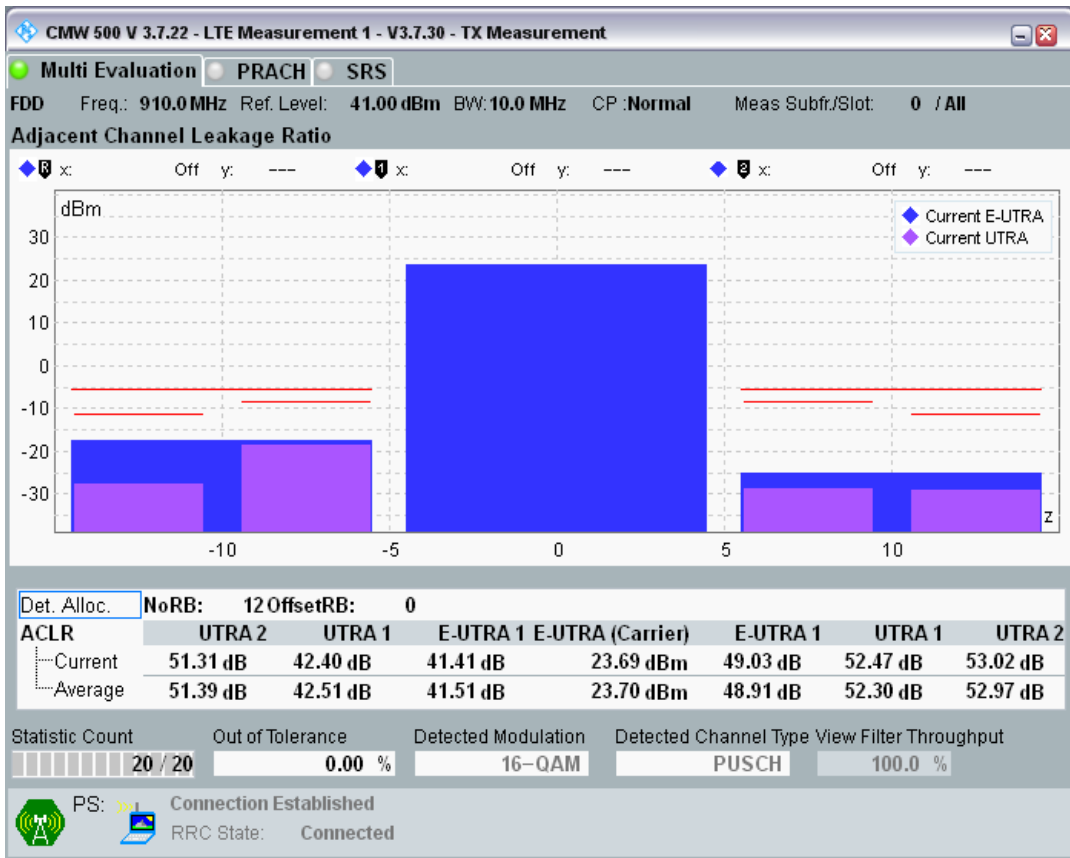 CMW 500 V 3.7.22 - LTE Measurement 1 - V3.7.30 - TX Measurement
Multi Evaluation PRACH SRS
FDD Freq.: 910.0 MHz Ref. Level: 41.00 dBm BW: 10.0 MHz CP :Normal Meas Subfr./Slot: 0 / All
Adjacent Channel Leakage Ratio
R x: Off y: --- 1 x: Off y: --- 2 x: Off y: ---
dBm
Current E-UTRA
Current UTRA
30
20
10
0
-10
-20
-30
z
-10 -5 0 5 10
Det. Alloc. NoRB: 12 OffsetRB: 0
ACLR UTRA 2 UTRA 1 E-UTRA 1 E-UTRA (Carrier) E-UTRA 1 UTRA 1 UTRA 2
Current 51.31 dB 42.40 dB 41.41 dB 23.69 dBm 49.03 dB 52.47 dB 53.02 dB
Average 51.39 dB 42.51 dB 41.51 dB 23.70 dBm 48.91 dB 52.30 dB 52.97 dB
Statistic Count Out of Tolerance Detected Modulation Detected Channel Type View Filter Throughput
20 / 20 0.00 % 16-QAM PUSCH 100.0 %
PS: Connection Established
RRC State: Connected